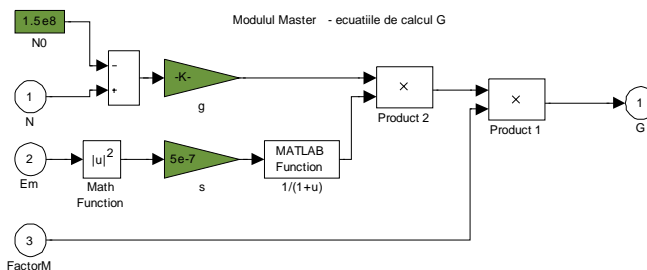 Modulul Master - ecuatiile de calcul G
1.5e8
N0
−
+
1
N
-K-
g
×
Product 2
×
Product 1
1
G
2
Em
|u|²
Math
Function
5e-7
s
MATLAB
Function
1/(1+u)
3
FactorM